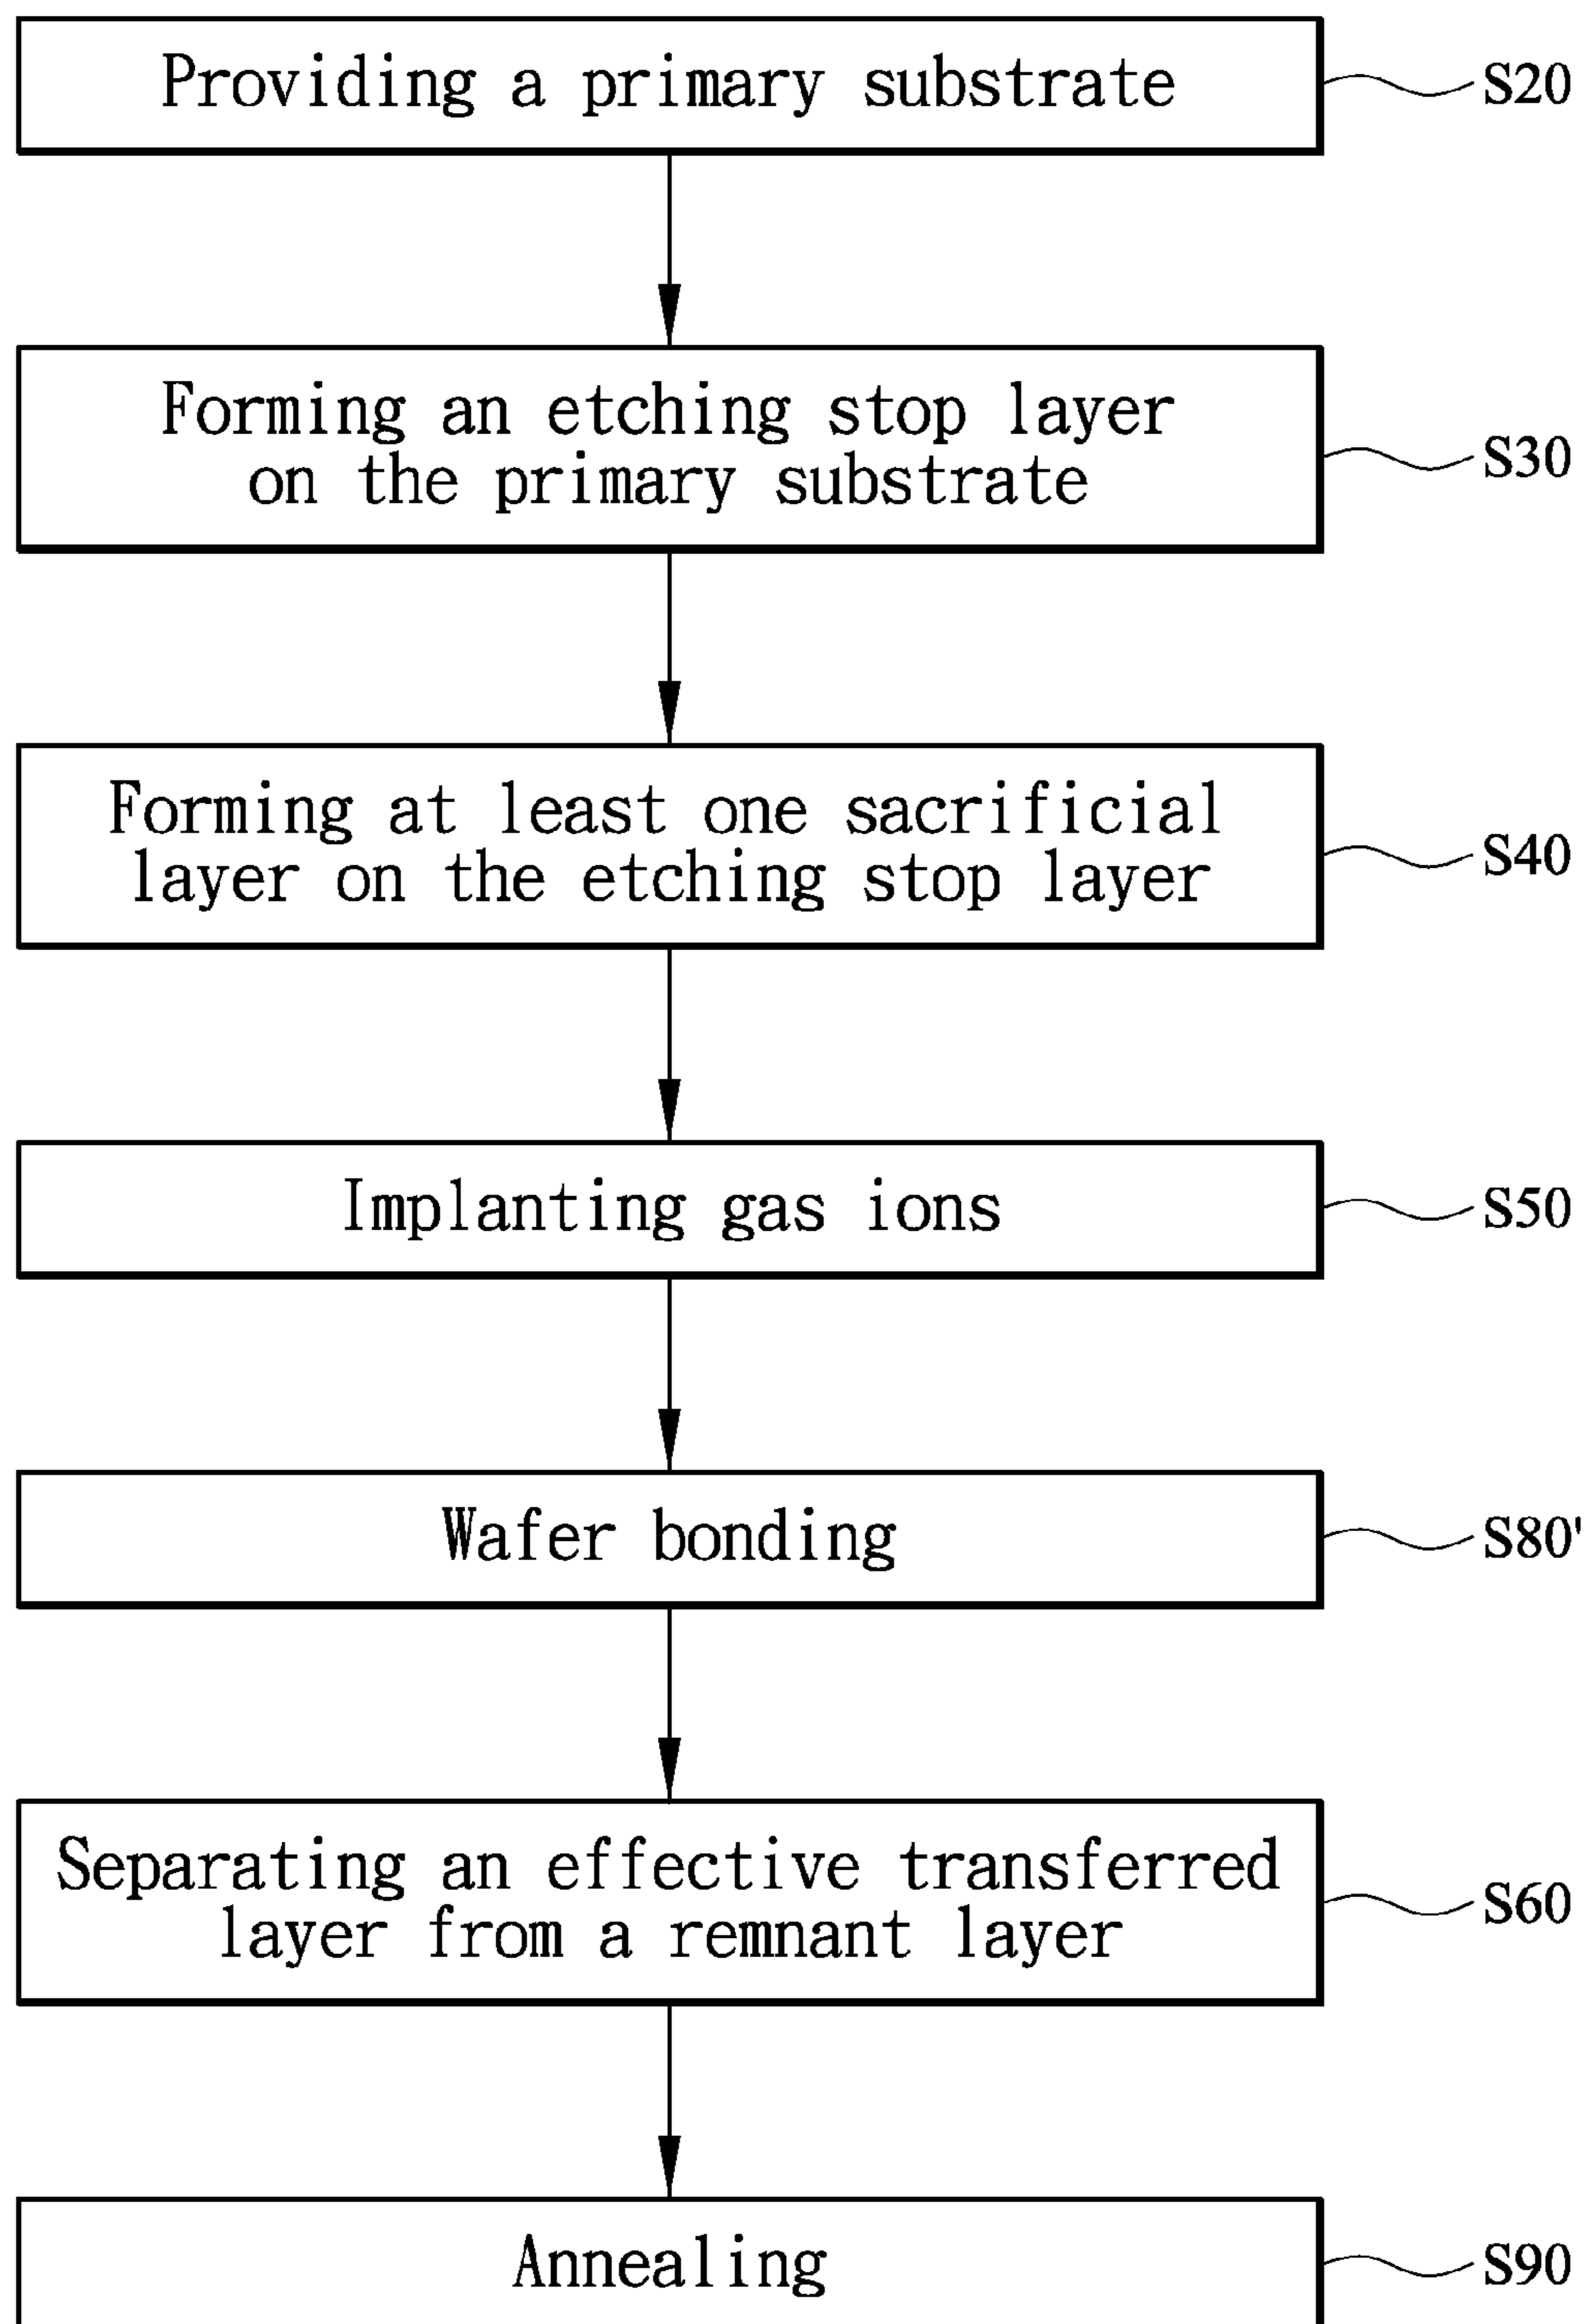 Providing a primary substrate
S20
Forming an etching stop layer
on the primary substrate
S30
Forming at least one sacrificial
layer on the etching stop layer
S40
Implanting gas ions
S50
Wafer bonding
S80'
Separating an effective transferred
layer from a remnant layer
S60
Annealing
S90